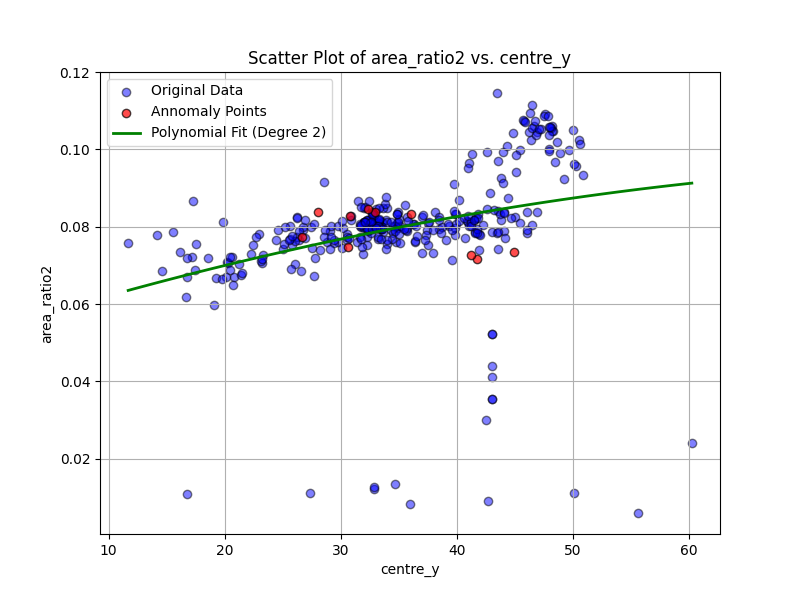 Scatter Plot of area_ratio2 vs. centre_y
Original Data
Annomaly Points
Polynomial Fit (Degree 2)
0.12
0.10
0.08
0.06
0.04
0.02
area_ratio2
10 20 30 40 50 60
centre_y